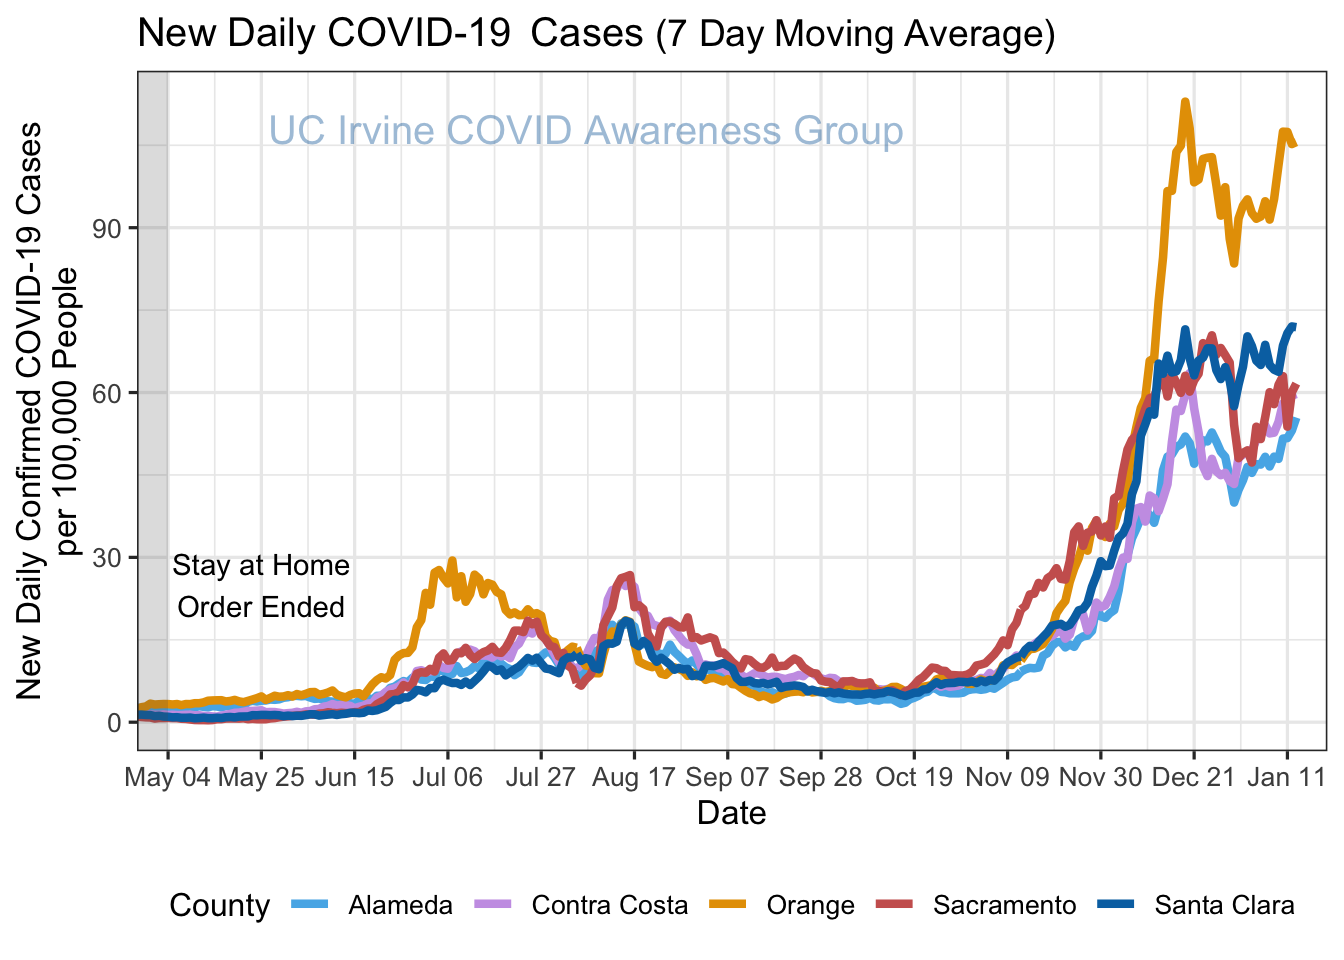 New Daily COVID-19  Cases (7 Day Moving Average)
UC Irvine COVID Awareness Group
New Daily Confirmed COVID-19 Cases
per 100,000 People
90
60
30
0
Stay at Home
Order Ended
May 04 May 25 Jun 15 Jul 06 Jul 27 Aug 17 Sep 07 Sep 28 Oct 19 Nov 09 Nov 30 Dec 21 Jan 11
Date
County Alameda Contra Costa Orange Sacramento Santa Clara